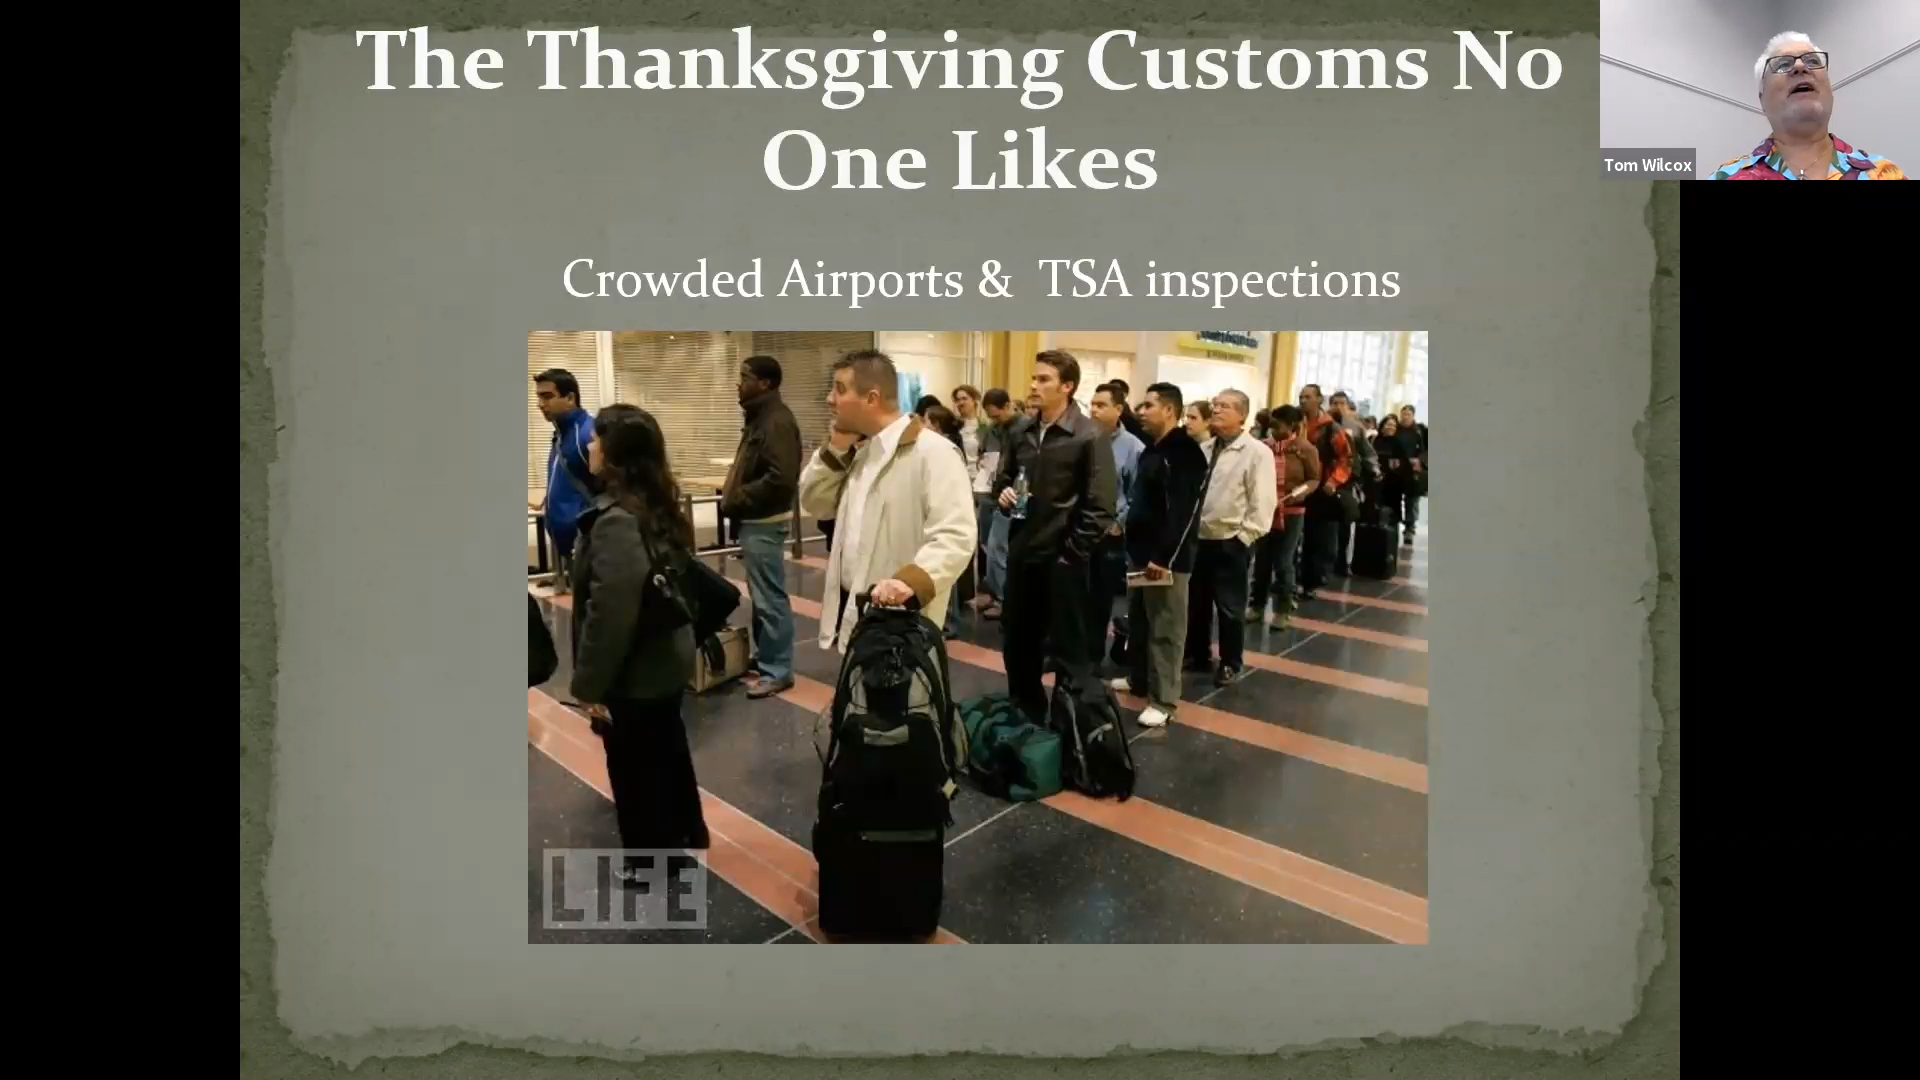 The Thanksgiving Customs No
One Likes
Tom Wilcox
Crowded Airports & TSA inspections
LIFE